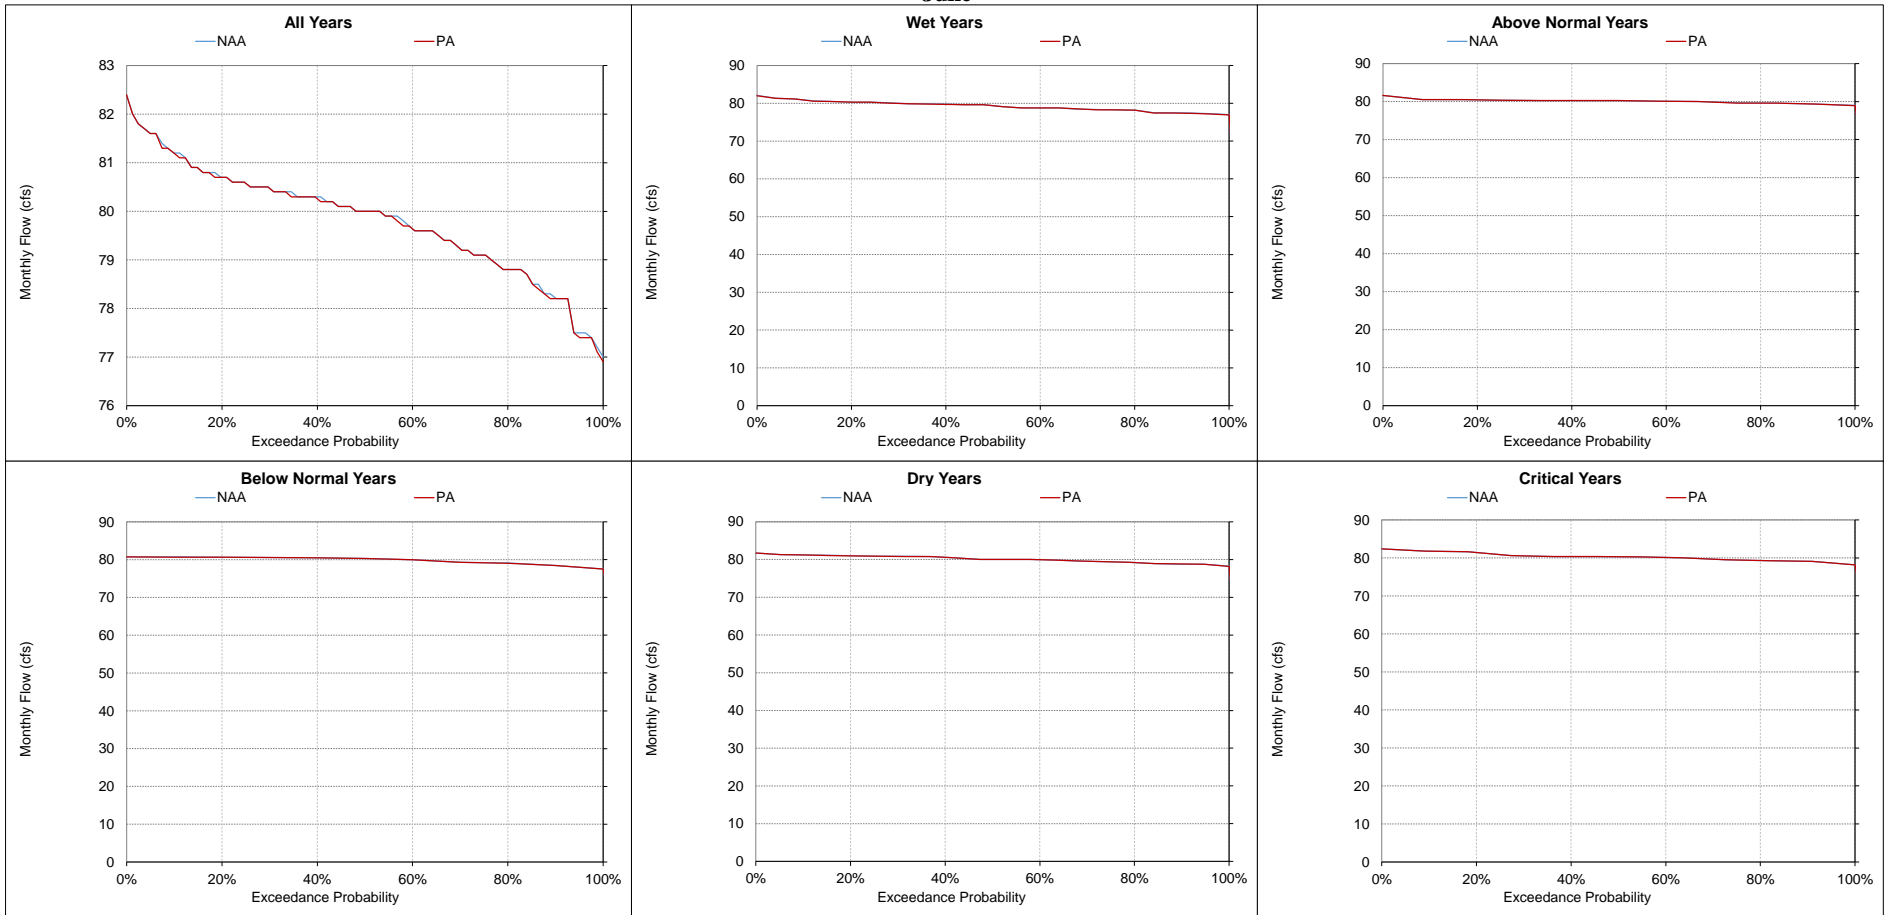 All Years
NAA PA
83
82
81
80
79
78
77
76
Monthly Flow (cfs)
0% 20% 40% 60% 80% 100%
Exceedance Probability
Wet Years
NAA PA
90
80
70
60
50
40
30
20
10
0
Monthly Flow (cfs)
0% 20% 40% 60% 80% 100%
Exceedance Probability
Above Normal Years
NAA PA
90
80
70
60
50
40
30
20
10
0
Monthly Flow (cfs)
0% 20% 40% 60% 80% 100%
Exceedance Probability
Below Normal Years
NAA PA
90
80
70
60
50
40
30
20
10
0
Monthly Flow (cfs)
0% 20% 40% 60% 80% 100%
Exceedance Probability
Dry Years
NAA PA
90
80
70
60
50
40
30
20
10
0
Monthly Flow (cfs)
0% 20% 40% 60% 80% 100%
Exceedance Probability
Critical Years
NAA PA
90
80
70
60
50
40
30
20
10
0
Monthly Flow (cfs)
0% 20% 40% 60% 80% 100%
Exceedance Probability